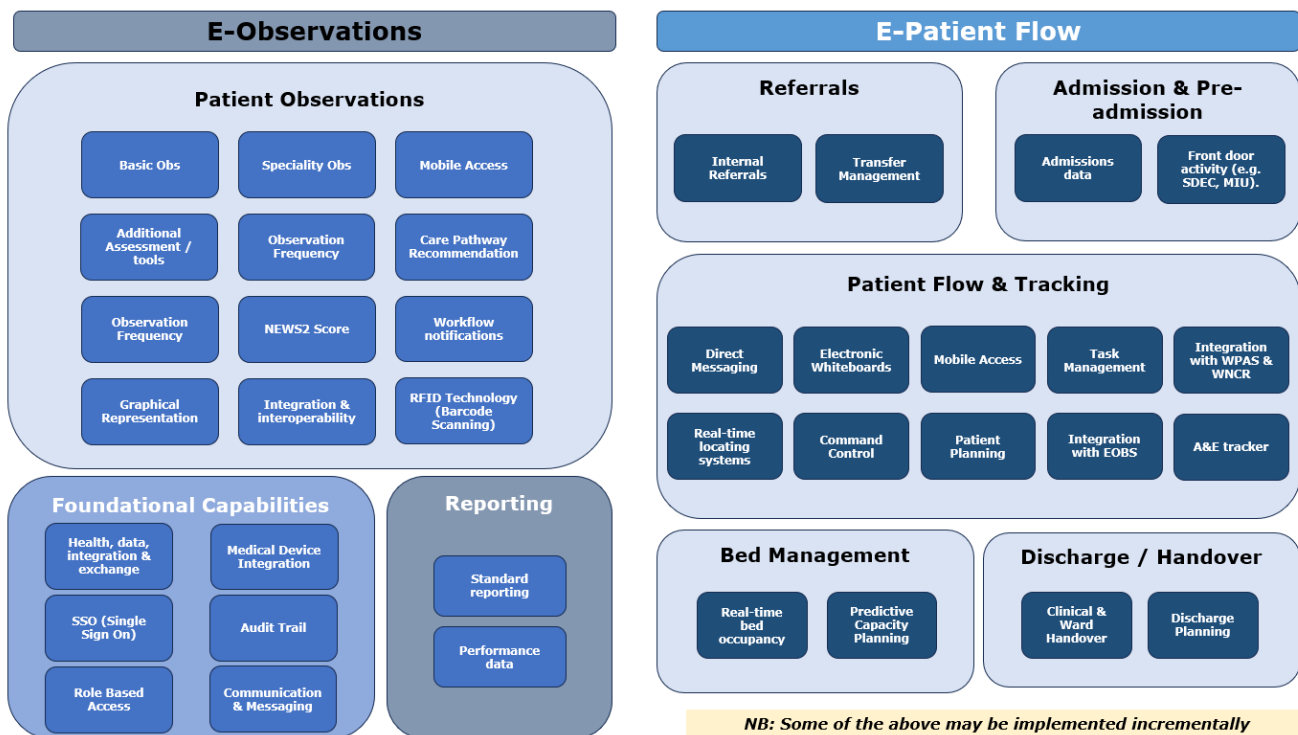 E-Observations
Patient Observations
Basic Obs
Speciality Obs
Mobile Access
Additional
Assessment /
tools
Observation
Frequency
Care Pathway
Recommendation
Observation
Frequency
NEWS2 Score
Workflow
notifications
Graphical
Representation
Integration &
interoperability
RFID Technology
(Barcode
Scanning)
Foundational Capabilities
Health, data,
integration &
exchange
Medical Device
Integration
SSO (Single
Sign On)
Audit Trail
Role Based
Access
Communication
& Messaging
Reporting
Standard
reporting
Performance
data
E-Patient Flow
Referrals
Internal
Referrals
Transfer
Management
Admission & Pre-
admission
Admissions
data
Front door
activity (e.g.
SDEC, MIU).
Patient Flow & Tracking
Direct
Messaging
Electronic
Whiteboards
Mobile Access
Task
Management
Integration
with WPAS &
WNCR
Real-time
locating
systems
Command
Control
Patient
Planning
Integration
with EOBS
A&E tracker
Bed Management
Real-time
bed
occupancy
Predictive
Capacity
Planning
Discharge / Handover
Clinical &
Ward
Handover
Discharge
Planning
NB: Some of the above may be implemented incrementally